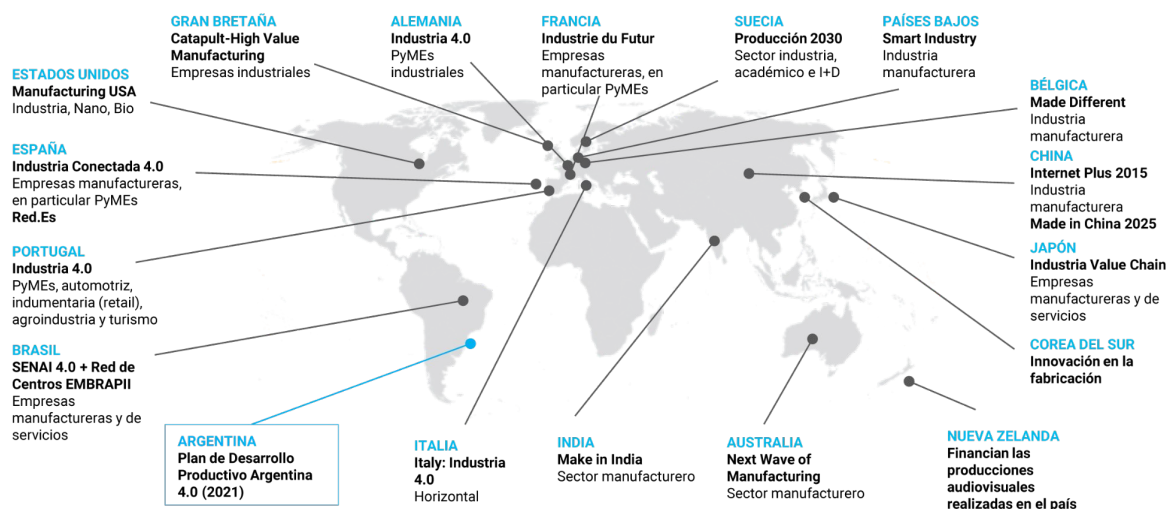 GRAN BRETAÑA
Catapult-High Value
Manufacturing
Empresas industriales
ALEMANIA
Industria 4.0
PyMEs
industriales
FRANCIA
Industrie du Futur
Empresas
manufactureras, en
particular PyMEs
SUECIA
Producción 2030
Sector industria,
académico e I+D
PAÍSES BAJOS
Smart Industry
Industria
manufacturera
ESTADOS UNIDOS
Manufacturing USA
Industria, Nano, Bio
BÉLGICA
Made Different
Industria
manufacturera
ESPAÑA
Industria Conectada 4.0
Empresas manufactureras,
en particular PyMEs
Red.Es
CHINA
Internet Plus 2015
Industria
manufacturera
Made in China 2025
PORTUGAL
Industria 4.0
PyMEs, automotriz,
indumentaria (retail),
agroindustria y turismo
JAPÓN
Industria Value Chain
Empresas
manufactureras y de
servicios
BRASIL
SENAI 4.0 + Red de
Centros EMBRAPII
Empresas
manufactureras y de
servicios
COREA DEL SUR
Innovación en la
fabricación
ARGENTINA
Plan de Desarrollo
Productivo Argentina
4.0 (2021)
ITALIA
Italy: Industria
4.0
Horizontal
INDIA
Make in India
Sector manufacturero
AUSTRALIA
Next Wave of
Manufacturing
Sector manufacturero
NUEVA ZELANDA
Financian las
producciones
audiovisuales
realizadas en el país